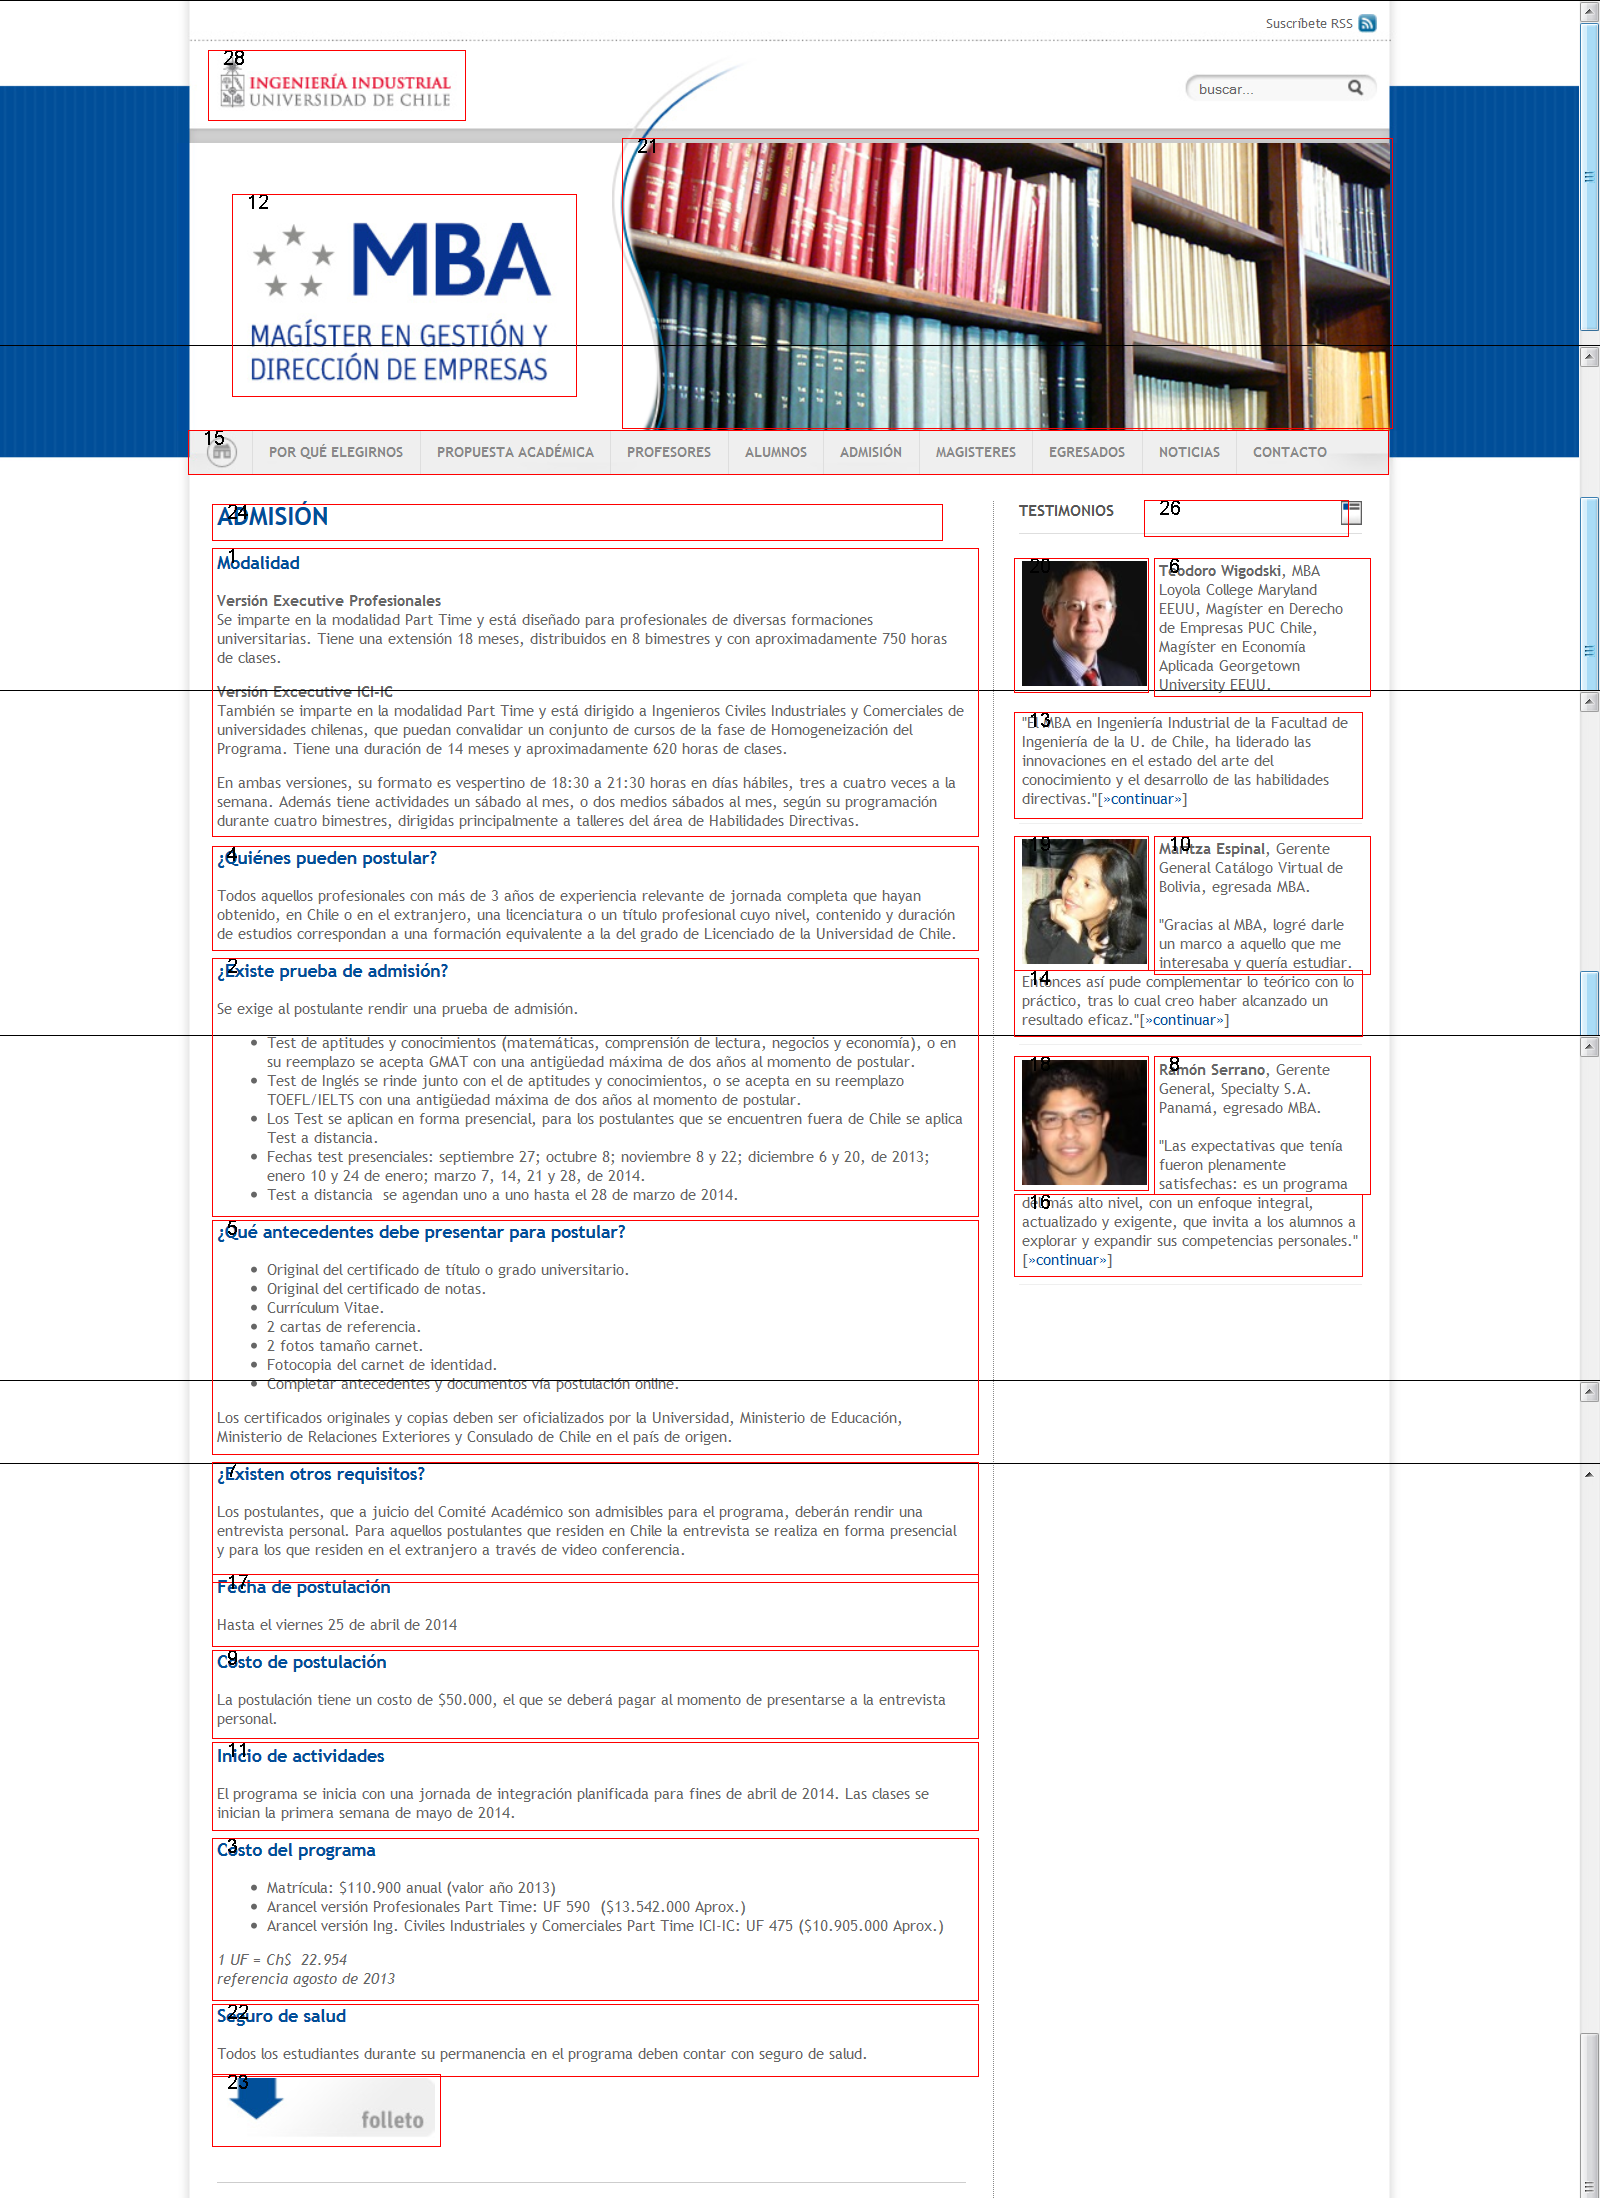 Suscríbete RSS
28
INGENIERÍA INDUSTRIAL
UNIVERSIDAD DE CHILE
buscar...
21
12
MBA
MAGÍSTER EN GESTIÓN Y
DIRECCIÓN DE EMPRESAS
15
POR QUÉ ELEGIRNOS PROPUESTA ACADÉMICA PROFESORES ALUMNOS ADMISIÓN MAGISTERES EGRESADOS NOTICIAS CONTACTO
24
ADMISIÓN
1
Modalidad
Versión Executive Profesionales
Se imparte en la modalidad Part Time y está diseñado para profesionales de diversas formaciones
universitarias. Tiene una extensión 18 meses, distribuidos en 8 bimestres y con aproximadamente 750 horas
de clases.
Versión Excecutive ICI-IC
También se imparte en la modalidad Part Time y está dirigido a Ingenieros Civiles Industriales y Comerciales de
universidades chilenas, que puedan convalidar un conjunto de cursos de la fase de Homogeneización del
Programa. Tiene una duración de 14 meses y aproximadamente 620 horas de clases.
En ambas versiones, su formato es vespertino de 18:30 a 21:30 horas en días hábiles, tres a cuatro veces a la
semana. Además tiene actividades un sábado al mes, o dos medios sábados al mes, según su programación
durante cuatro bimestres, dirigidas principalmente a talleres del área de Habilidades Directivas.
4
¿Quiénes pueden postular?
Todos aquellos profesionales con más de 3 años de experiencia relevante de jornada completa que hayan
obtenido, en Chile o en el extranjero, una licenciatura o un título profesional cuyo nivel, contenido y duración
de estudios correspondan a una formación equivalente a la del grado de Licenciado de la Universidad de Chile.
2
¿Existe prueba de admisión?
Se exige al postulante rendir una prueba de admisión.
• Test de aptitudes y conocimientos (matemáticas, comprensión de lectura, negocios y economía), o en
su reemplazo se acepta GMAT con una antigüedad máxima de dos años al momento de postular.
• Test de Inglés se rinde junto con el de aptitudes y conocimientos, o se acepta en su reemplazo
TOEFL/IELTS con una antigüedad máxima de dos años al momento de postular.
• Los Test se aplican en forma presencial, para los postulantes que se encuentren fuera de Chile se aplica
Test a distancia.
• Fechas test presenciales: septiembre 27; octubre 8; noviembre 8 y 22; diciembre 6 y 20, de 2013;
enero 10 y 24 de enero; marzo 7, 14, 21 y 28, de 2014.
• Test a distancia se agendan uno a uno hasta el 28 de marzo de 2014.
5
¿Qué antecedentes debe presentar para postular?
• Original del certificado de título o grado universitario.
• Original del certificado de notas.
• Currículum Vitae.
• 2 cartas de referencia.
• 2 fotos tamaño carnet.
• Fotocopia del carnet de identidad.
• Completar antecedentes y documentos vía postulación online.
Los certificados originales y copias deben ser oficializados por la Universidad, Ministerio de Educación,
Ministerio de Relaciones Exteriores y Consulado de Chile en el país de origen.
7
¿Existen otros requisitos?
Los postulantes, que a juicio del Comité Académico son admisibles para el programa, deberán rendir una
entrevista personal. Para aquellos postulantes que residen en Chile la entrevista se realiza en forma presencial
y para los que residen en el extranjero a través de video conferencia.
17
Fecha de postulación
Hasta el viernes 25 de abril de 2014
9
Costo de postulación
La postulación tiene un costo de $50.000, el que se deberá pagar al momento de presentarse a la entrevista
personal.
11
Inicio de actividades
El programa se inicia con una jornada de integración planificada para fines de abril de 2014. Las clases se
inician la primera semana de mayo de 2014.
3
Costo del programa
• Matrícula: $110.900 anual (valor año 2013)
• Arancel versión Profesionales Part Time: UF 590 ($13.542.000 Aprox.)
• Arancel versión Ing. Civiles Industriales y Comerciales Part Time ICI-IC: UF 475 ($10.905.000 Aprox.)
1 UF = Ch$ 22.954
referencia agosto de 2013
22
Seguro de salud
Todos los estudiantes durante su permanencia en el programa deben contar con seguro de salud.
23
folleto
TESTIMONIOS
26
20
6
Teodoro Wigodski, MBA
Loyola College Maryland
EEUU, Magíster en Derecho
de Empresas PUC Chile,
Magíster en Economía
Aplicada Georgetown
University EEUU.
13
"El MBA en Ingeniería Industrial de la Facultad de
Ingeniería de la U. de Chile, ha liderado las
innovaciones en el estado del arte del
conocimiento y el desarrollo de las habilidades
directivas."[»continuar»]
19
10
Maritza Espinal, Gerente
General Catálogo Virtual de
Bolivia, egresada MBA.
"Gracias al MBA, logré darle
un marco a aquello que me
interesaba y quería estudiar.
14
Entonces así pude complementar lo teórico con lo
práctico, tras lo cual creo haber alcanzado un
resultado eficaz."[»continuar»]
18
8
Ramón Serrano, Gerente
General, Specialty S.A.
Panamá, egresado MBA.
"Las expectativas que tenía
fueron plenamente
satisfechas: es un programa
16
del más alto nivel, con un enfoque integral,
actualizado y exigente, que invita a los alumnos a
explorar y expandir sus competencias personales."
[»continuar»]